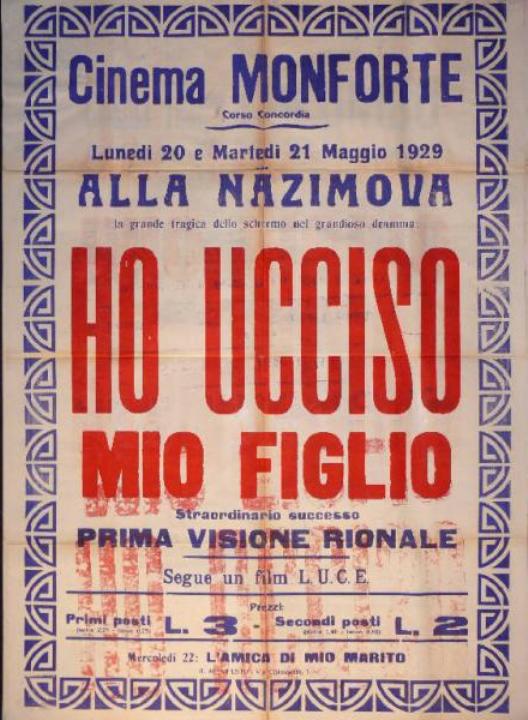 Cinema MONFORTE
Corso Concordia
Lunedì 20 e Martedì 21 Maggio 1929
ALLA NAZIMOVA
la grande tragica dello schermo nel grandioso dramma:
HO UCCISO
MIO FIGLIO
Straordinario successo
PRIMA VISIONE RIONALE
Segue un film L.U.C.E.
Prezzi:
Primi posti L. 3 - Secondi posti L. 2
Mercoledì 22: L'AMICA DI MIO MARITO